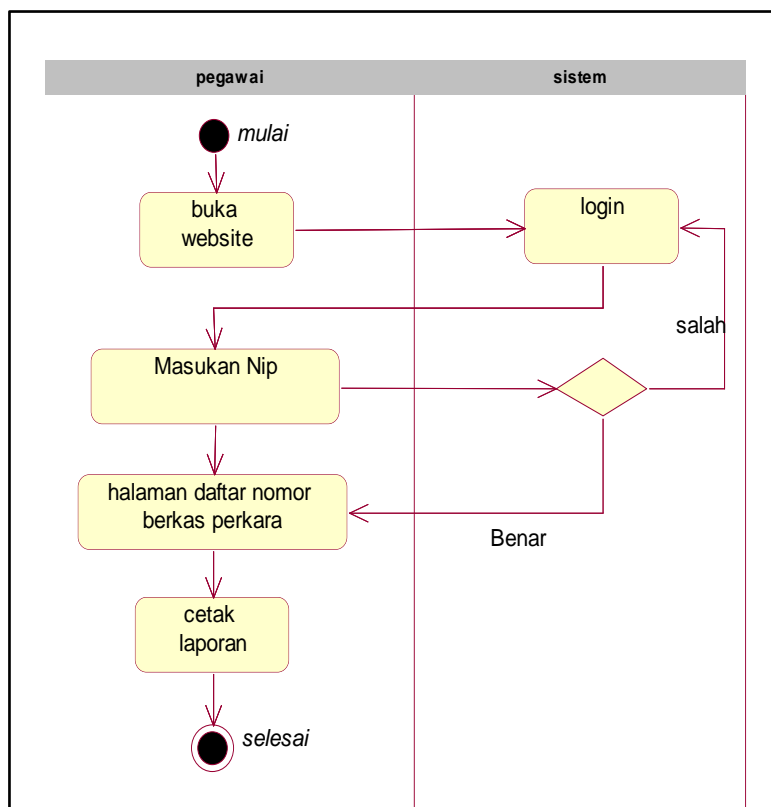 pegawai
sistem
mulai
buka
website
login
salah
Masukan Nip
halaman daftar nomor
berkas perkara
Benar
cetak
laporan
selesai